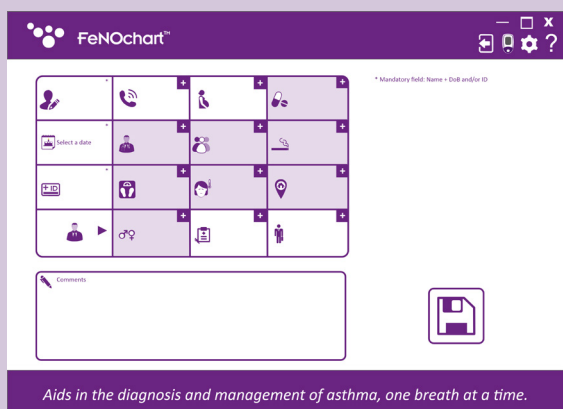 FeNOchart™
* Mandatory field: Name + DoB and/or ID
Select a date
+ ID
Comments
Aids in the diagnosis and management of asthma, one breath at a time.